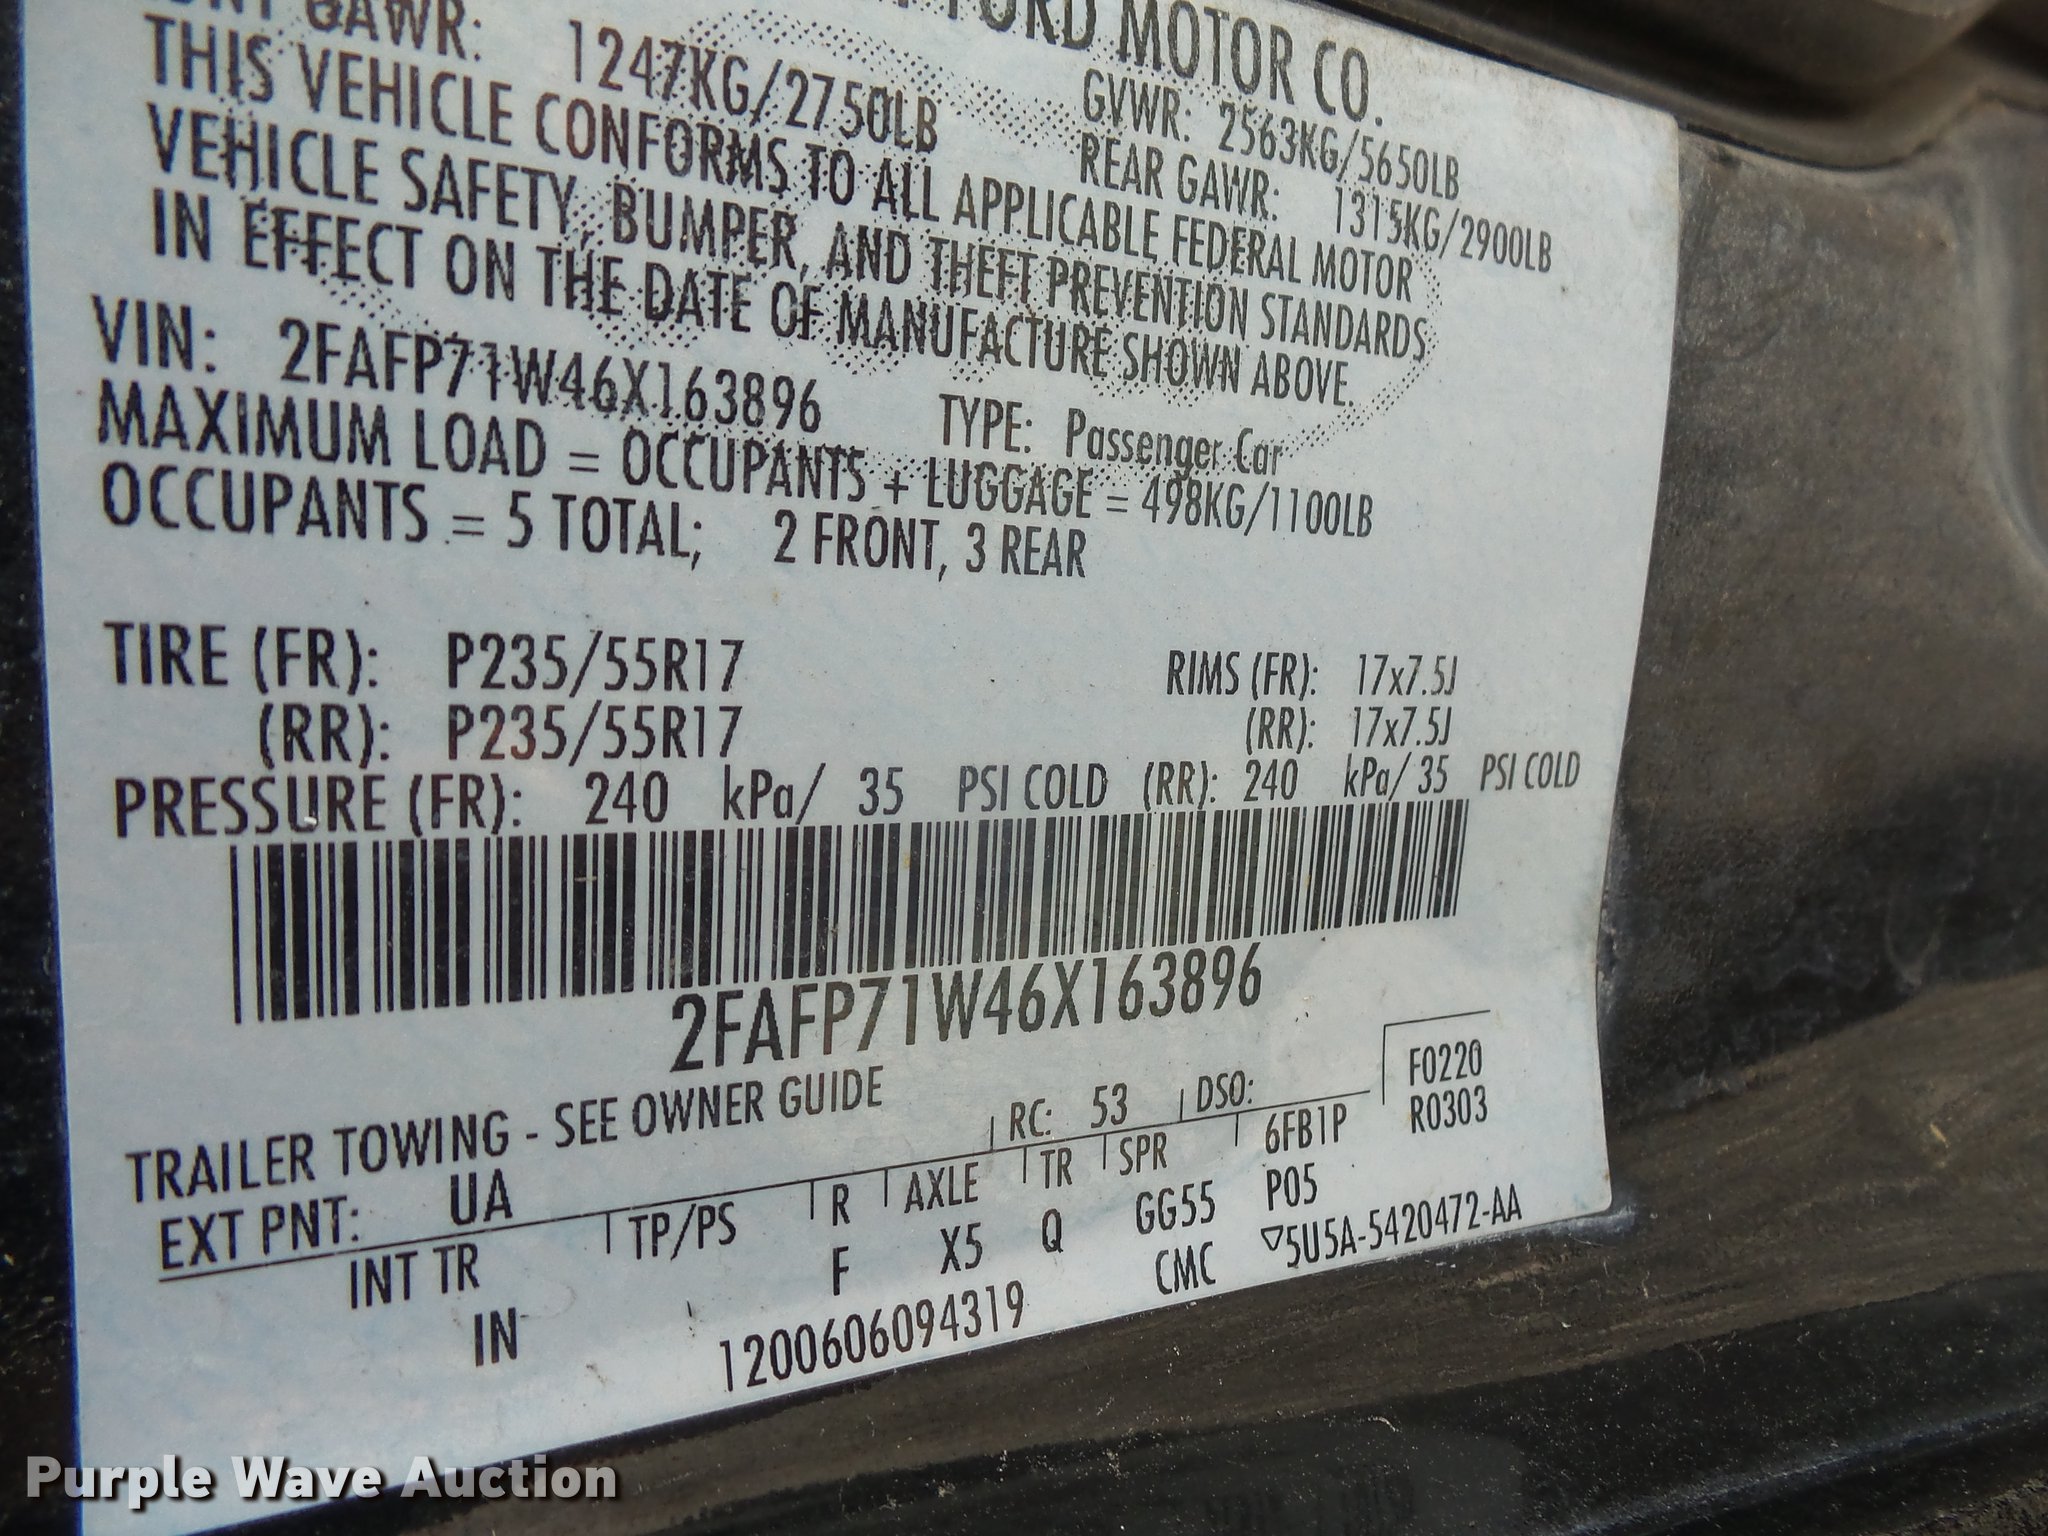 FORD MOTOR CO.
GAWR: 1247KG/2750LB
GVWR: 2563KG/5650LB
REAR GAWR: 1315KG/2900LB
THIS VEHICLE CONFORMS TO ALL APPLICABLE FEDERAL MOTOR
VEHICLE SAFETY, BUMPER, AND THEFT PREVENTION STANDARDS
IN EFFECT ON THE DATE OF MANUFACTURE SHOWN ABOVE.
VIN: 2FAFP71W46X163896 TYPE: Passenger Car
MAXIMUM LOAD = OCCUPANTS + LUGGAGE = 498KG/1100LB
OCCUPANTS = 5 TOTAL; 2 FRONT, 3 REAR
TIRE (FR): P235/55R17 RIMS (FR): 17x7.5J
(RR): P235/55R17 (RR): 17x7.5J
PRESSURE (FR): 240 kPa/ 35 PSI COLD (RR): 240 kPa/ 35 PSI COLD
2FAFP71W46X163896
TRAILER TOWING - SEE OWNER GUIDE
EXT PNT: UA RC: 53 DSO: F0220
INT TR TP/PS R AXLE TR SPR 6FB1P R0303
IN F X5 Q GG55 P05
1200606094319 CMC ▽5U5A-5420472-AA
Purple Wave Auction